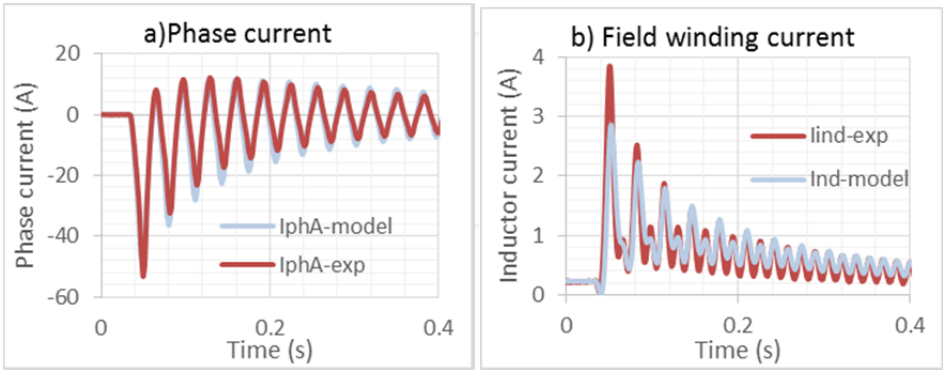 a)Phase current
20
0
-20
-40
-60
Phase current (A)
IphA-model
IphA-exp
0
0.2
0.4
Time (s)
b) Field winding current
4
3
2
1
0
Inductor current (A)
Iind-exp
Ind-model
0
0.2
0.4
Time (s)